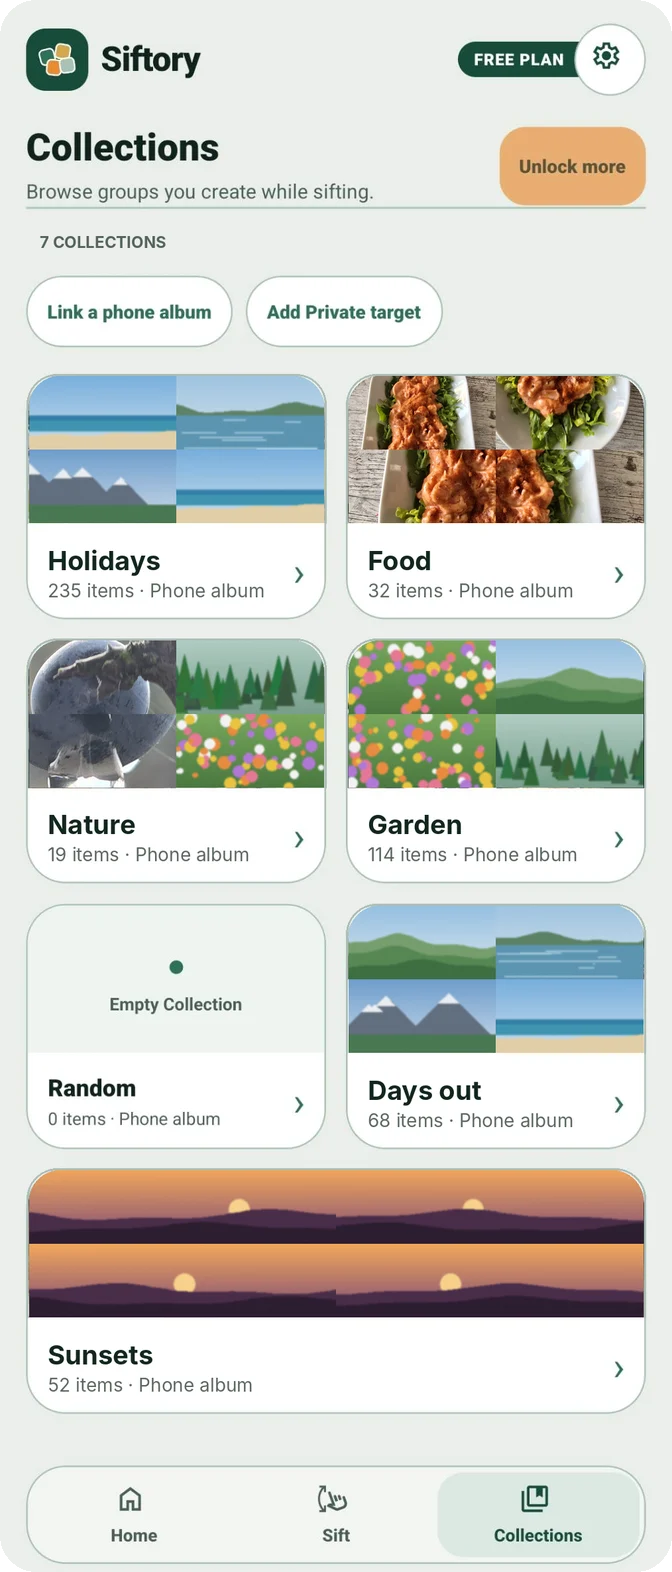 Siftory
FREE PLAN
Collections
Unlock more
Browse groups you create while sifting.
7 COLLECTIONS
Link a phone album
Add Private target
Holidays
235 items · Phone album
Food
32 items · Phone album
Nature
19 items · Phone album
Garden
114 items · Phone album
Empty Collection
Random
0 items · Phone album
Days out
68 items · Phone album
Sunsets
52 items · Phone album
Home
Sift
Collections